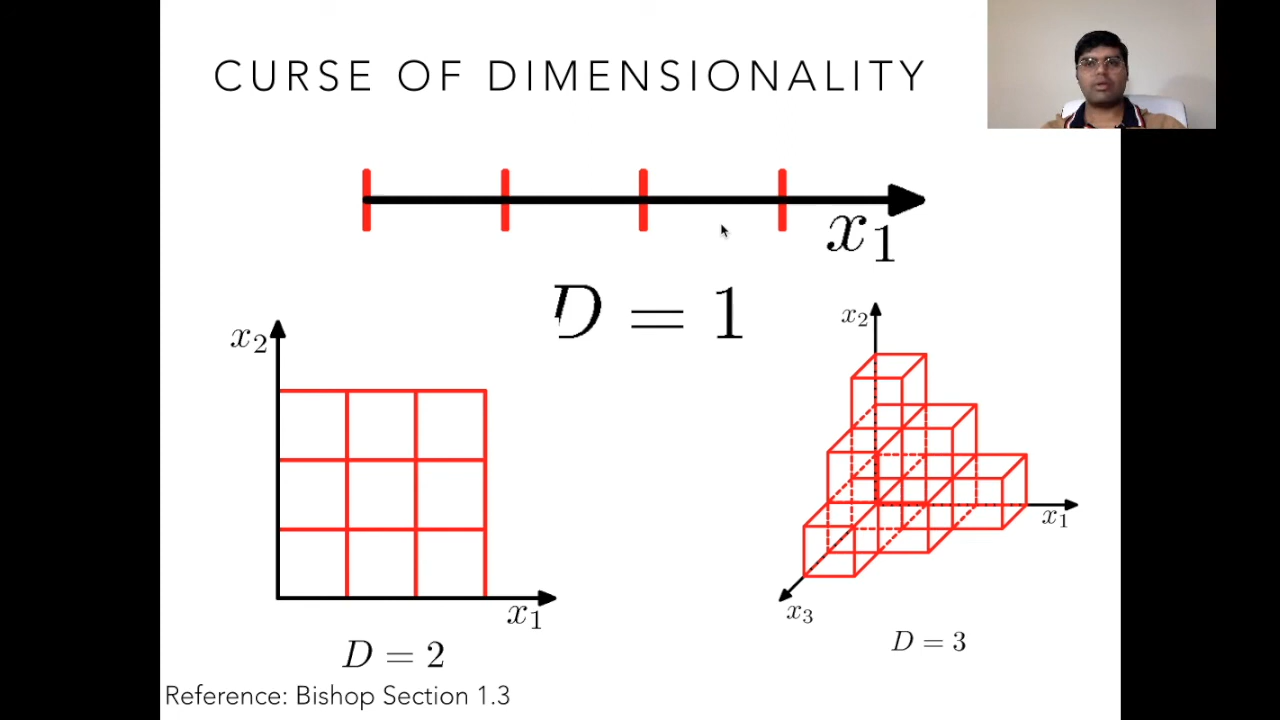 CURSE OF DIMENSIONALITY
x₁
D = 1
x₂
x₁
D = 2
x₂
x₁
x₃
D = 3
Reference: Bishop Section 1.3